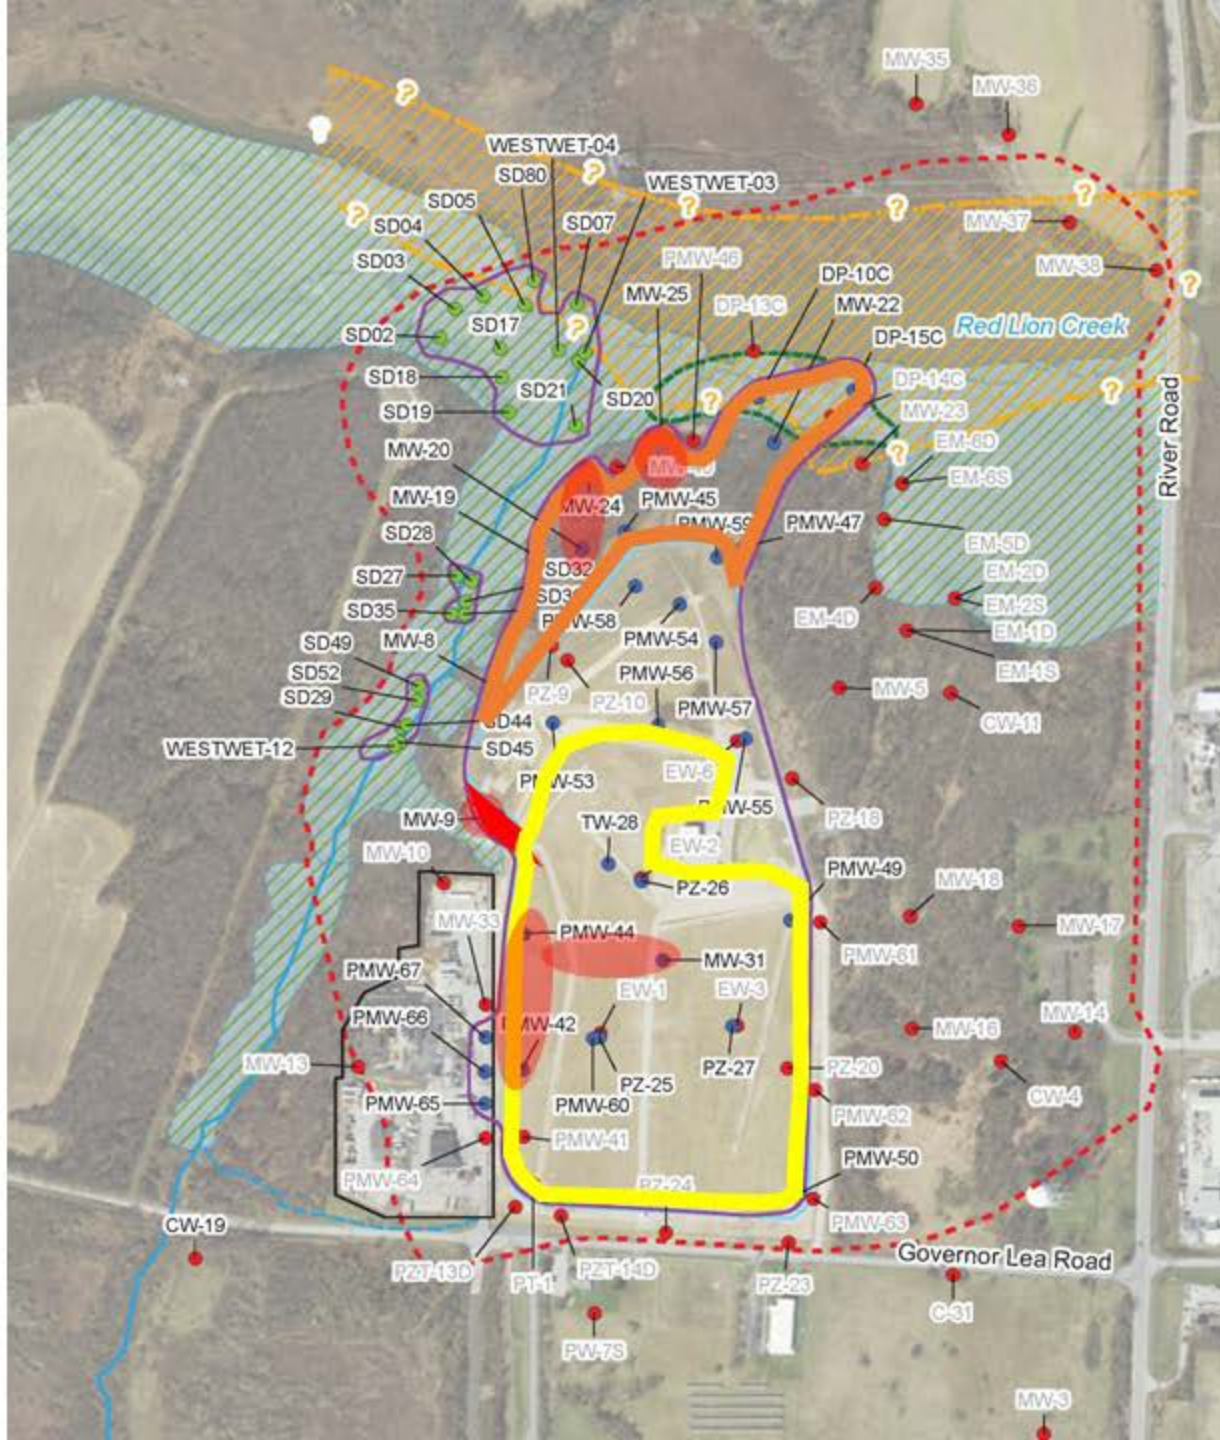 MW-35
MW-36
?
WESTWET-04
?
SD80
WESTWET-03
?
SD05
?
?
SD04
?
SD07
MW-37
SD03
PMW-46
DP-10C
MW-38
MW-25
?
DP-13C
MW-22
SD02
SD17
?
Red Lion Creek
DP-15C
SD18
DP-14C
SD21
SD20
?
?
SD19
MW-23
MW-20
EM-6D
?
EM-6S
River Road
MW-19
MW-24
PMW-45
PMW-59
PMW-47
SD28
EM-5D
SD27
SD32
EM-2D
SD35
EM-2S
PMW-58
EM-4D
EM-1D
SD49
MW-8
PMW-54
EM-1S
SD52
PMW-56
SD29
PZ-9
PZ-10
MW-5
PMW-57
CW-11
SD44
WESTWET-12
SD45
EW-6
PMW-53
PMW-55
MW-9
TW-28
PZ-18
EW-2
MW-10
PZ-26
PMW-49
MW-18
MW-33
PMW-44
MW-17
PMW-61
PMW-67
MW-31
EW-1
EW-3
PMW-66
PMW-42
MW-16
MW-14
MW-13
PZ-25
PZ-27
PZ-20
PMW-65
PMW-60
CW-4
PMW-62
PMW-41
PMW-64
PMW-50
PZ-24
CW-19
PMW-63
Governor Lea Road
PZT-13D
PT-1
PZT-14D
PZ-23
C-31
PW-7S
MW-3